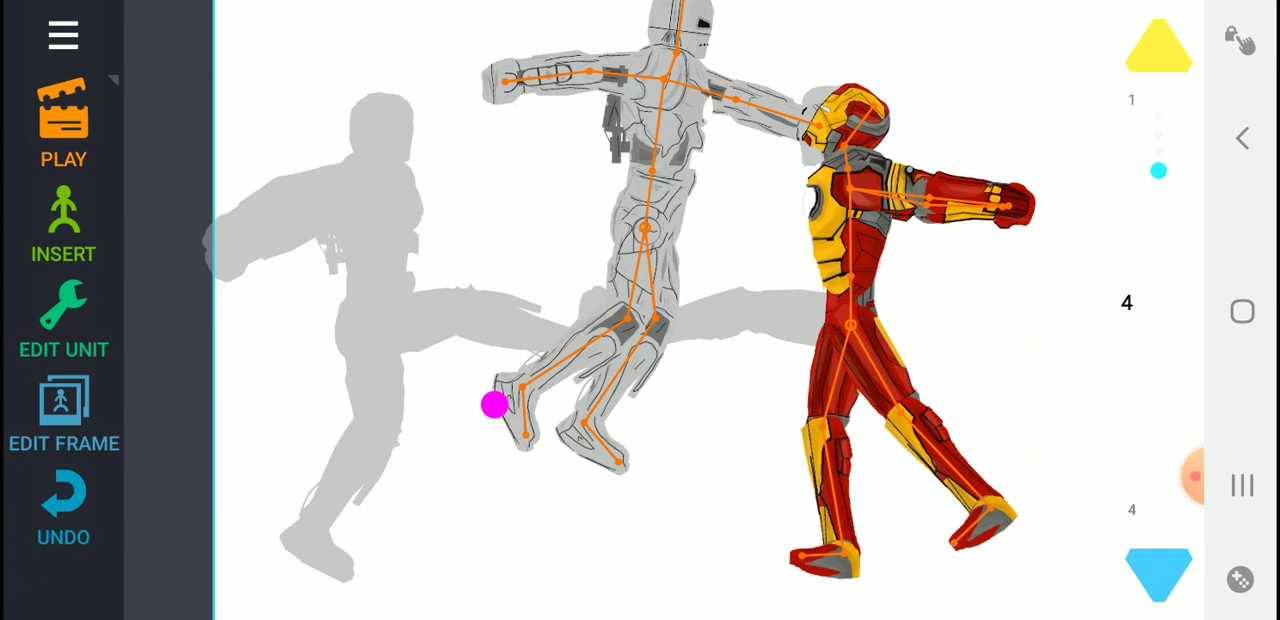 PLAY
INSERT
EDIT UNIT
EDIT FRAME
UNDO
1
4
4